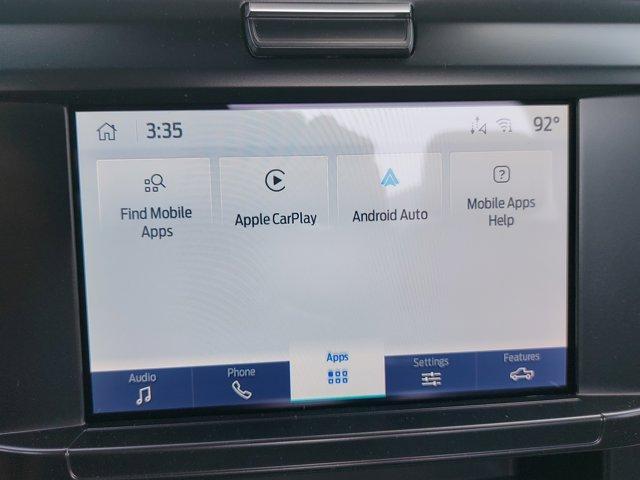 3:35
92°
Find Mobile
Apps
Apple CarPlay
Android Auto
Mobile Apps
Help
Audio
Phone
Apps
Settings
Features